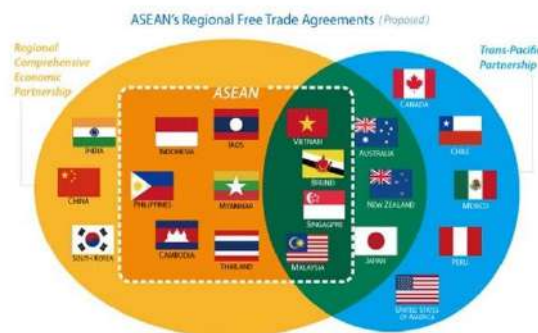 ASEAN's Regional Free Trade Agreements (Proposed)
Regional
Comprehensive
Economic
Partnership
Trans-Pacific
Partnership
ASEAN
CANADA
INDIA
INDONESIA
LAOS
VIETNAM
AUSTRALIA
CHILE
CHINA
PHILIPPINES
MYANMAR
BRUNEI
NEW ZEALAND
MEXICO
SINGAPORE
SOUTH KOREA
CAMBODIA
THAILAND
MALAYSIA
JAPAN
PERU
UNITED STATES
OF AMERICA